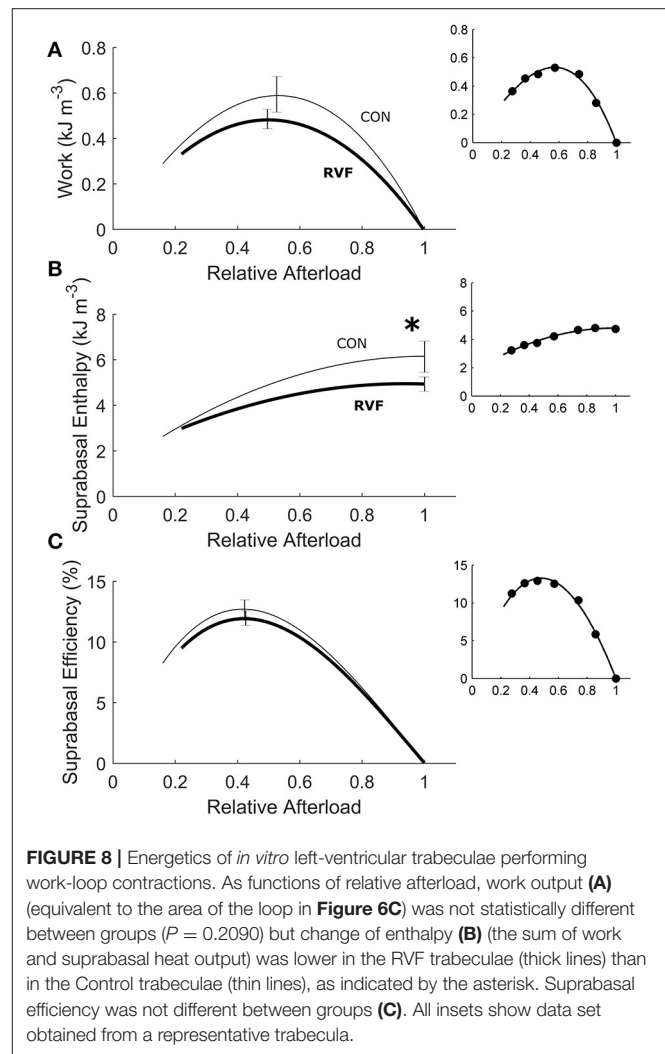 A
Work (kJ m-3)
0.8
0.6
0.4
0.2
0
CON
RVF
0 0.2 0.4 0.6 0.8 1
Relative Afterload
0.8
0.6
0.4
0.2
0
0 0.2 0.4 0.6 0.8 1
B
Suprabasal Enthalpy (kJ m-3)
8
6
4
2
0
CON
RVF
*
0 0.2 0.4 0.6 0.8 1
Relative Afterload
8
6
4
2
0
0 0.2 0.4 0.6 0.8 1
C
Suprabasal Efficiency (%)
15
10
5
0
0 0.2 0.4 0.6 0.8 1
Relative Afterload
15
10
5
0
0 0.2 0.4 0.6 0.8 1
FIGURE 8 | Energetics of in vitro left-ventricular trabeculae performing
work-loop contractions. As functions of relative afterload, work output (A)
(equivalent to the area of the loop in Figure 6C) was not statistically different
between groups (P = 0.2090) but change of enthalpy (B) (the sum of work
and suprabasal heat output) was lower in the RVF trabeculae (thick lines) than
in the Control trabeculae (thin lines), as indicated by the asterisk. Suprabasal
efficiency was not different between groups (C). All insets show data set
obtained from a representative trabecula.